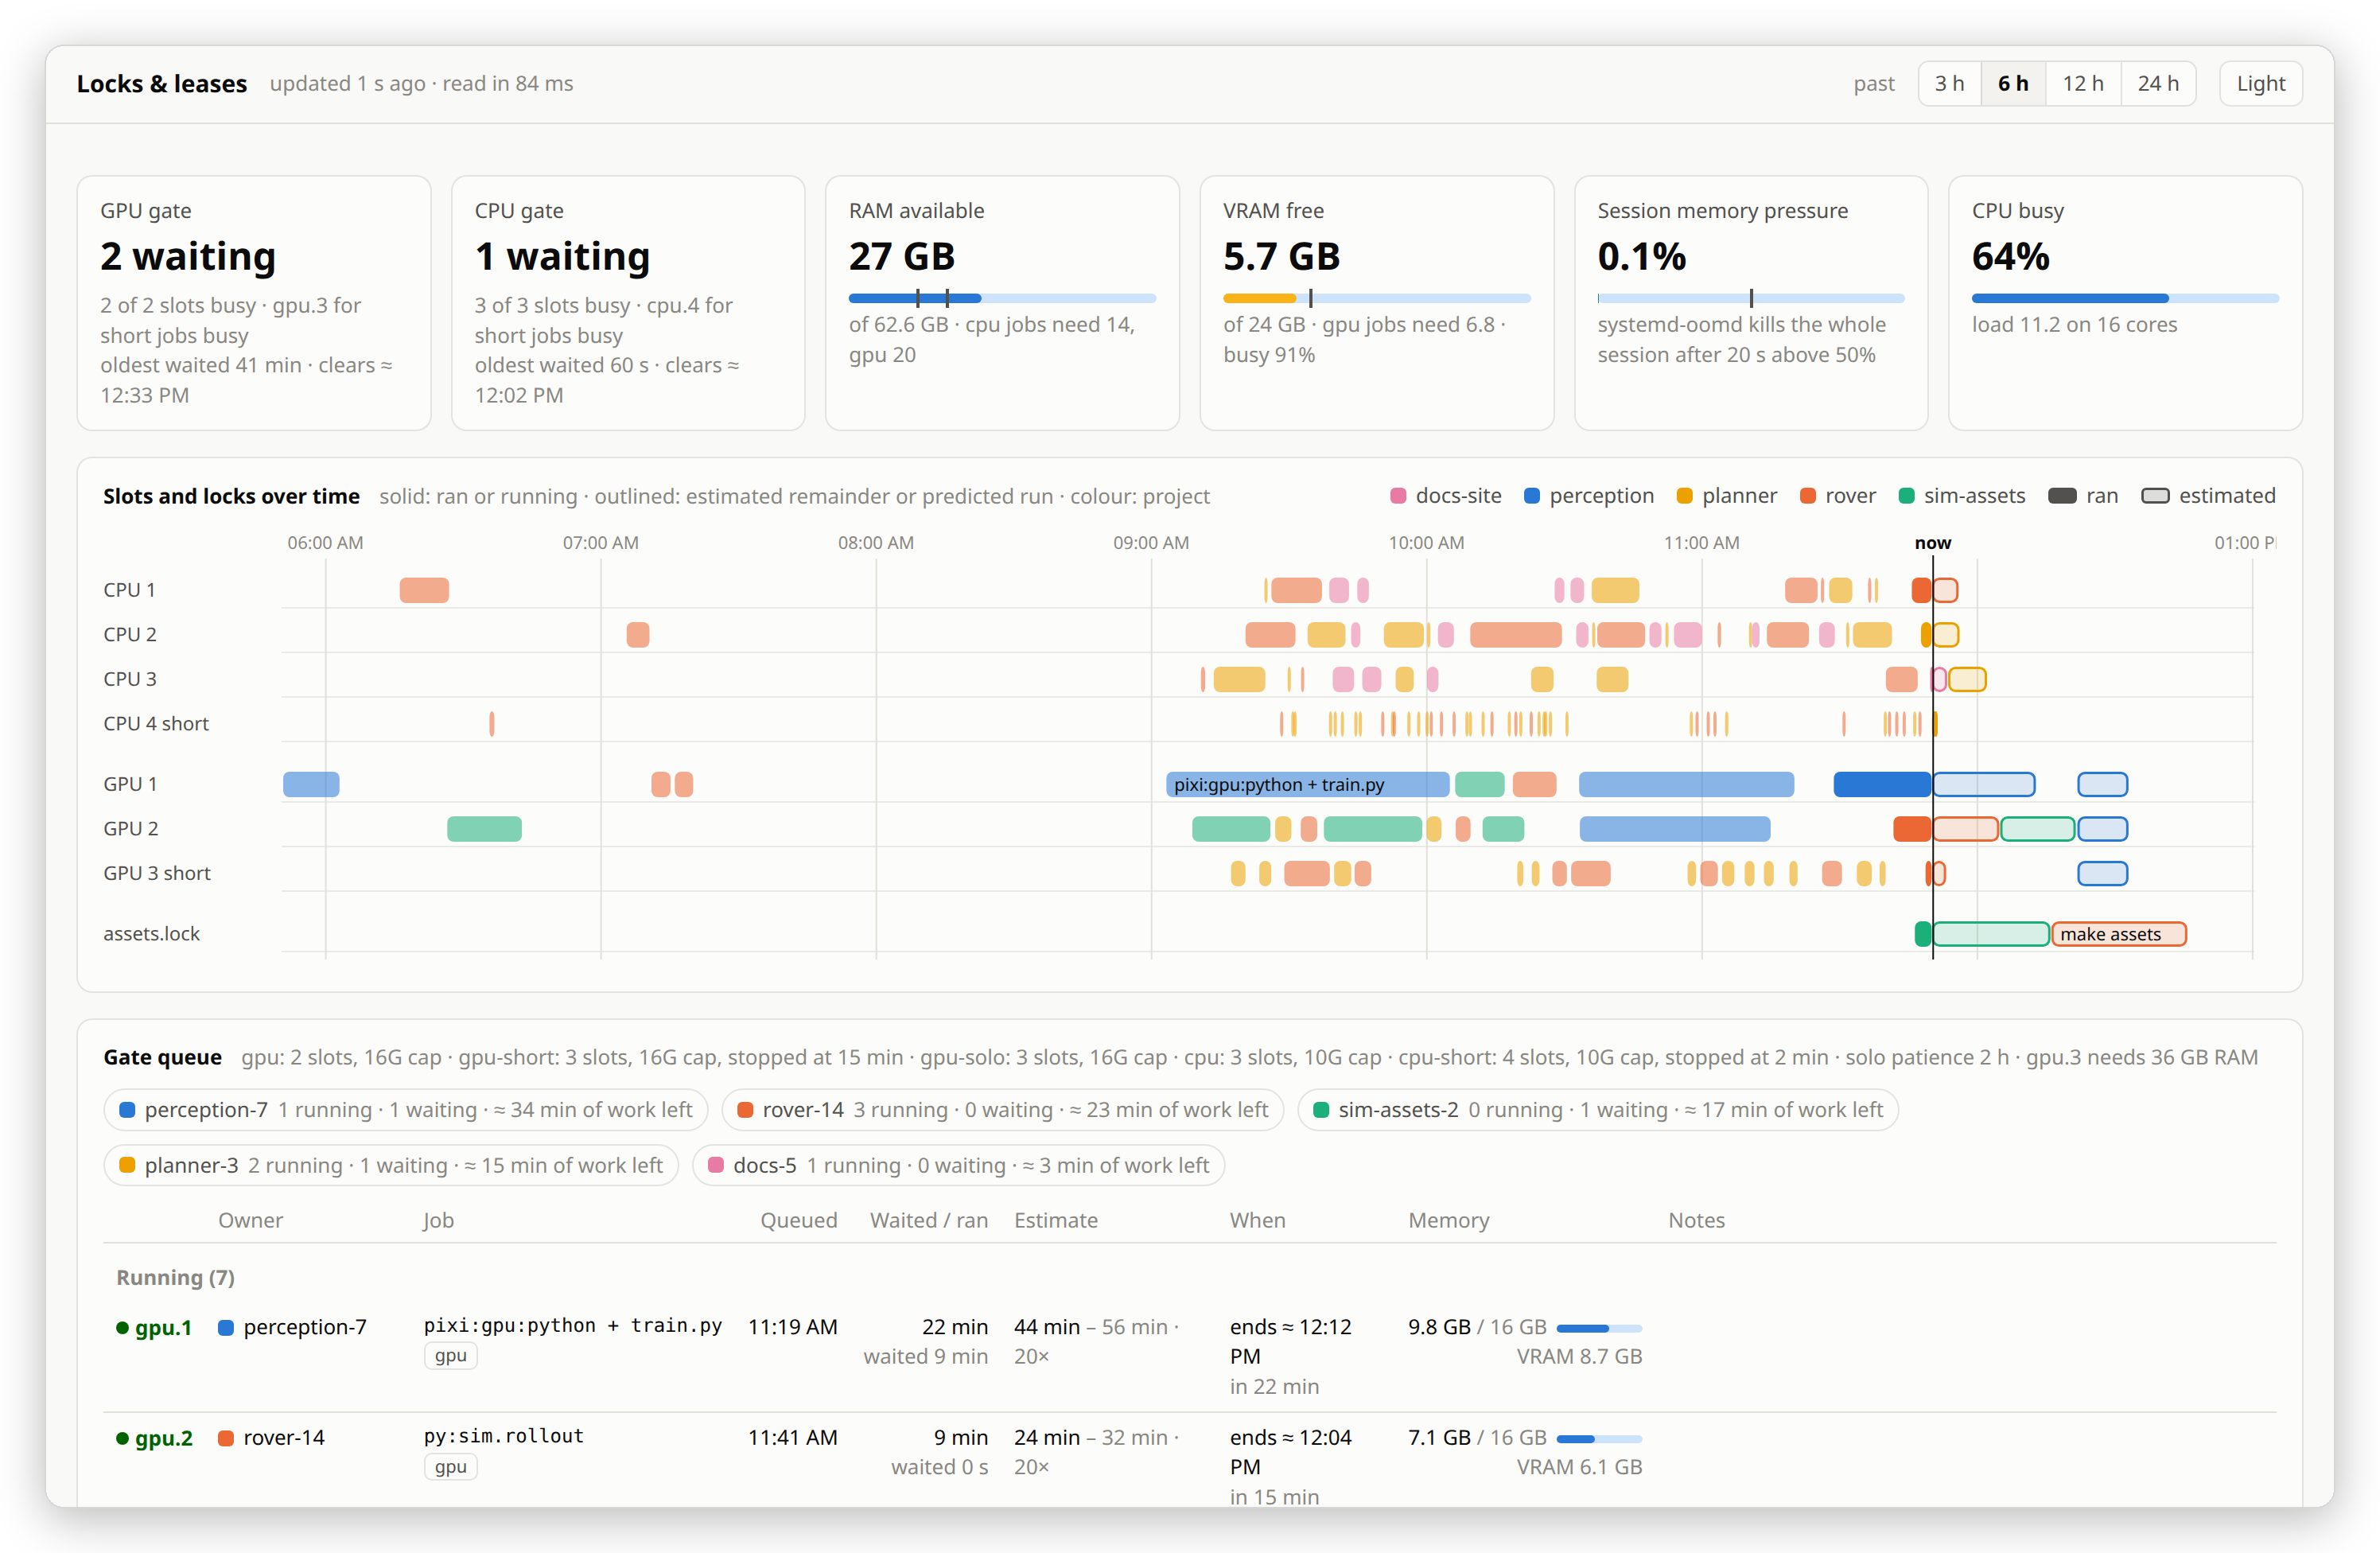 Locks & leases updated 1 s ago · read in 84 ms past 3 h 6 h 12 h 24 h Light
GPU gate
2 waiting
2 of 2 slots busy · gpu.3 for
short jobs busy
oldest waited 41 min · clears ≈
12:33 PM
CPU gate
1 waiting
3 of 3 slots busy · cpu.4 for
short jobs busy
oldest waited 60 s · clears ≈
12:02 PM
RAM available
27 GB
of 62.6 GB · cpu jobs need 14,
gpu 20
VRAM free
5.7 GB
of 24 GB · gpu jobs need 6.8 ·
busy 91%
Session memory pressure
0.1%
systemd-oomd kills the whole
session after 20 s above 50%
CPU busy
64%
load 11.2 on 16 cores
Slots and locks over time solid: ran or running · outlined: estimated remainder or predicted run · colour: project docs-site perception planner rover sim-assets ran estimated
06:00 AM 07:00 AM 08:00 AM 09:00 AM 10:00 AM 11:00 AM now 01:00 P
CPU 1
CPU 2
CPU 3
CPU 4 short
GPU 1 pixi:gpu:python + train.py
GPU 2
GPU 3 short
assets.lock make assets
Gate queue gpu: 2 slots, 16G cap · gpu-short: 3 slots, 16G cap, stopped at 15 min · gpu-solo: 3 slots, 16G cap · cpu: 3 slots, 10G cap · cpu-short: 4 slots, 10G cap, stopped at 2 min · solo patience 2 h · gpu.3 needs 36 GB RAM
perception-7 1 running · 1 waiting · ≈ 34 min of work left rover-14 3 running · 0 waiting · ≈ 23 min of work left sim-assets-2 0 running · 1 waiting · ≈ 17 min of work left
planner-3 2 running · 1 waiting · ≈ 15 min of work left docs-5 1 running · 0 waiting · ≈ 3 min of work left
Owner Job Queued Waited / ran Estimate When Memory Notes
Running (7)
gpu.1 perception-7 pixi:gpu:python + train.py 11:19 AM 22 min 44 min – 56 min · ends ≈ 12:12 9.8 GB / 16 GB
gpu waited 9 min 20× PM VRAM 8.7 GB
in 22 min
gpu.2 rover-14 py:sim.rollout 11:41 AM 9 min 24 min – 32 min · ends ≈ 12:04 7.1 GB / 16 GB
gpu waited 0 s 20× PM VRAM 6.1 GB
in 15 min